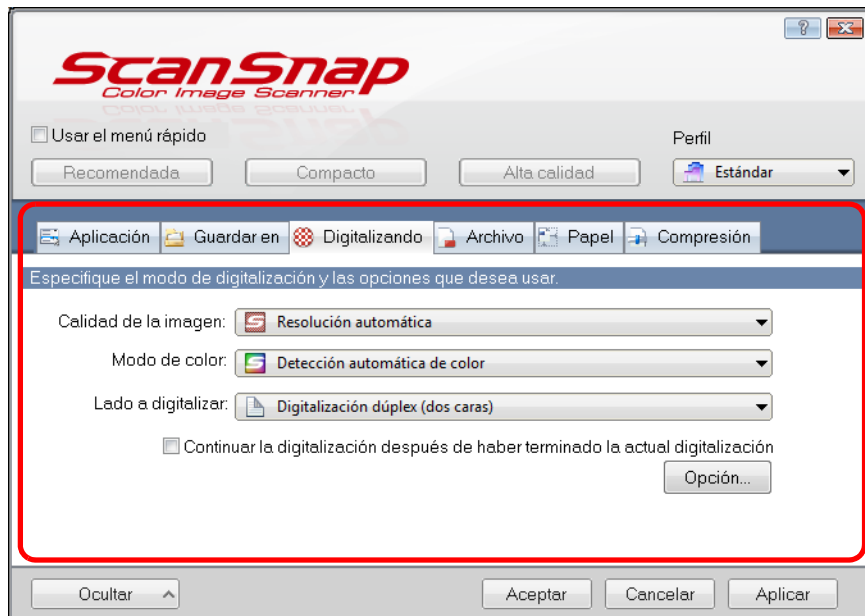 ScanSnap
Color Image Scanner
Usar el menú rápido
Perfil
Recomendada Compacto Alta calidad Estándar
Aplicación Guardar en Digitalizando Archivo Papel Compresión
Especifique el modo de digitalización y las opciones que desea usar.
Calidad de la imagen: Resolución automática
Modo de color: Detección automática de color
Lado a digitalizar: Digitalización dúplex (dos caras)
Continuar la digitalización después de haber terminado la actual digitalización
Opción...
Ocultar Aceptar Cancelar Aplicar